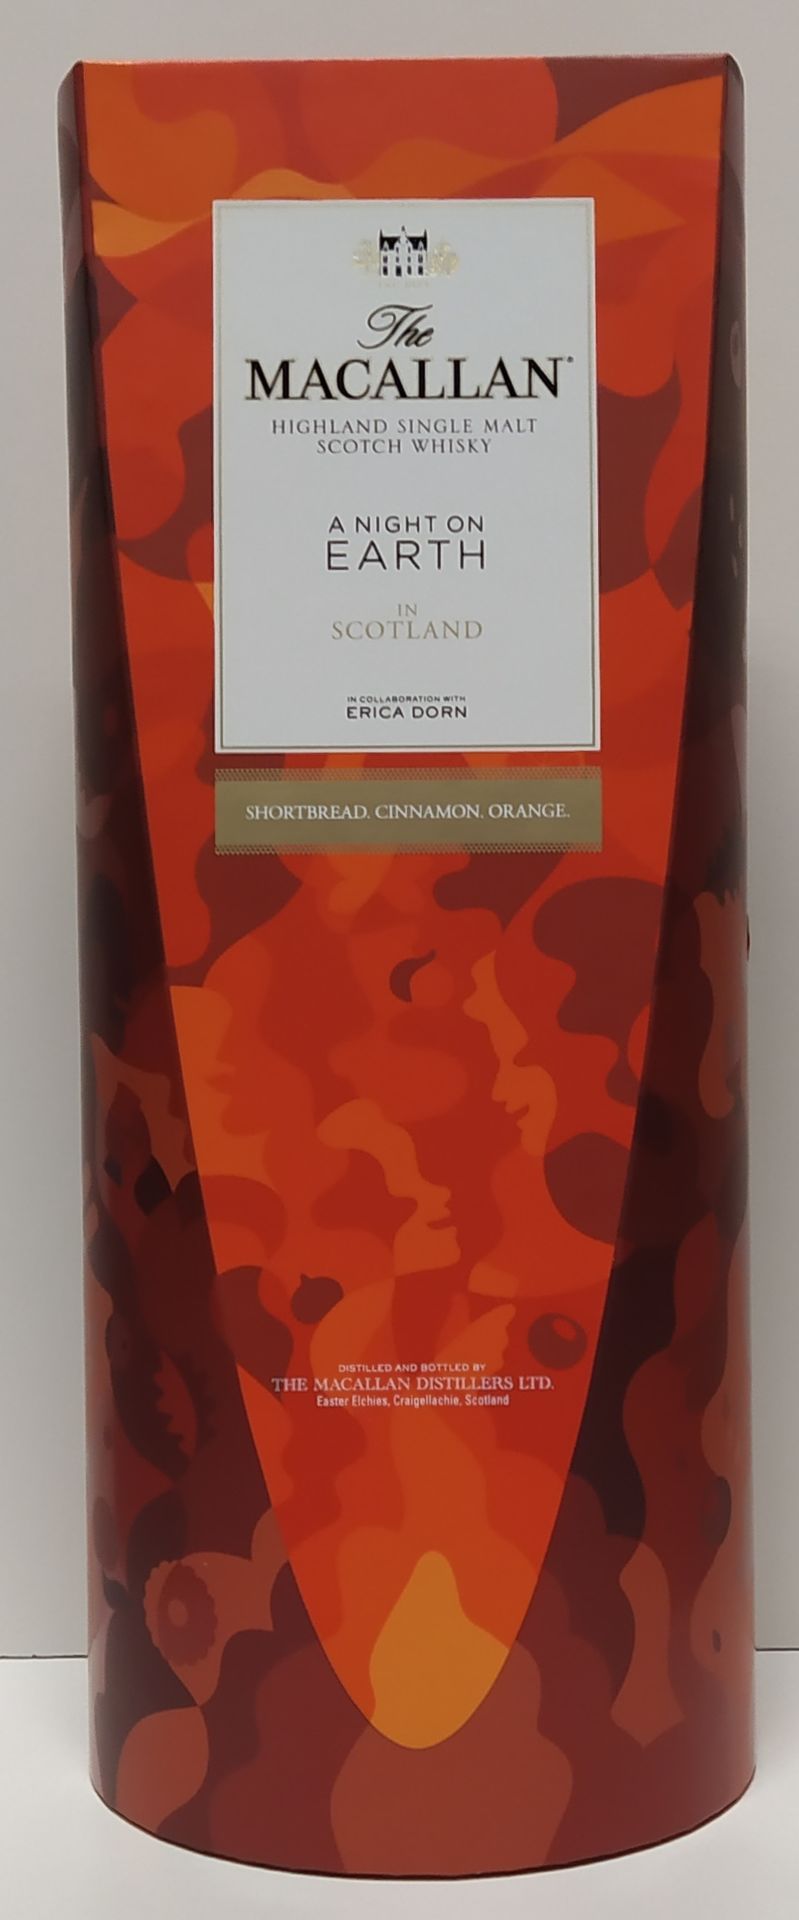 The
MACALLAN®
HIGHLAND SINGLE MALT
SCOTCH WHISKY
A NIGHT ON
EARTH
IN
SCOTLAND
IN COLLABORATION WITH
ERICA DORN
SHORTBREAD. CINNAMON. ORANGE.
DISTILLED AND BOTTLED BY
THE MACALLAN DISTILLERS LTD.
Easter Elchies, Craigellachie, Scotland